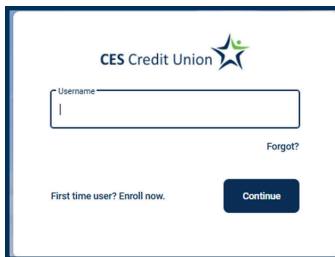 CES Credit Union
Username
Forgot?
First time user? Enroll now.
Continue